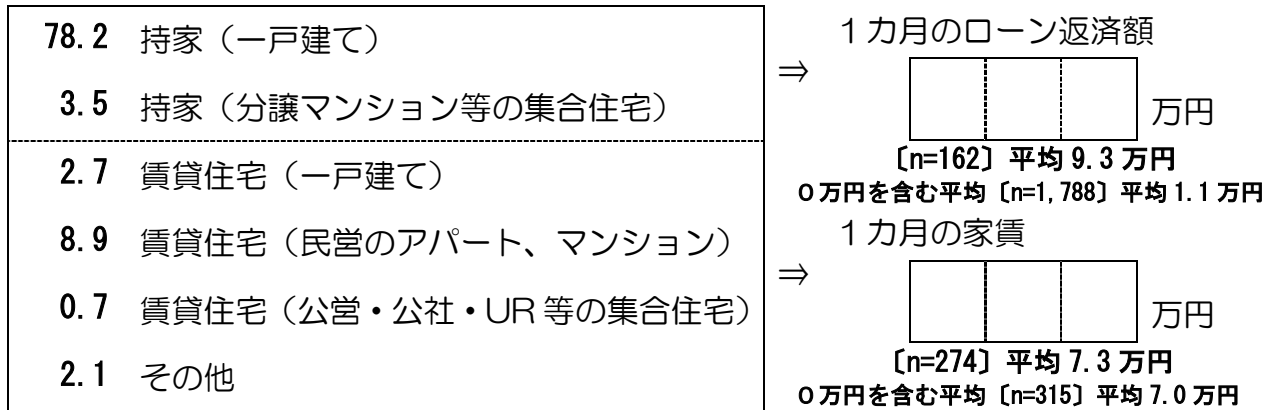 78.2 持家（一戸建て）
3.5 持家（分譲マンション等の集合住宅）
2.7 賃貸住宅（一戸建て）
8.9 賃貸住宅（民営のアパート、マンション）
0.7 賃貸住宅（公営・公社・UR 等の集合住宅）
2.1 その他
１カ月のローン返済額
⇒
万円
〔n=162〕平均 9.3 万円
０万円を含む平均〔n=1,788〕平均 1.1 万円
１カ月の家賃
⇒
万円
〔n=274〕平均 7.3 万円
０万円を含む平均〔n=315〕平均 7.0 万円